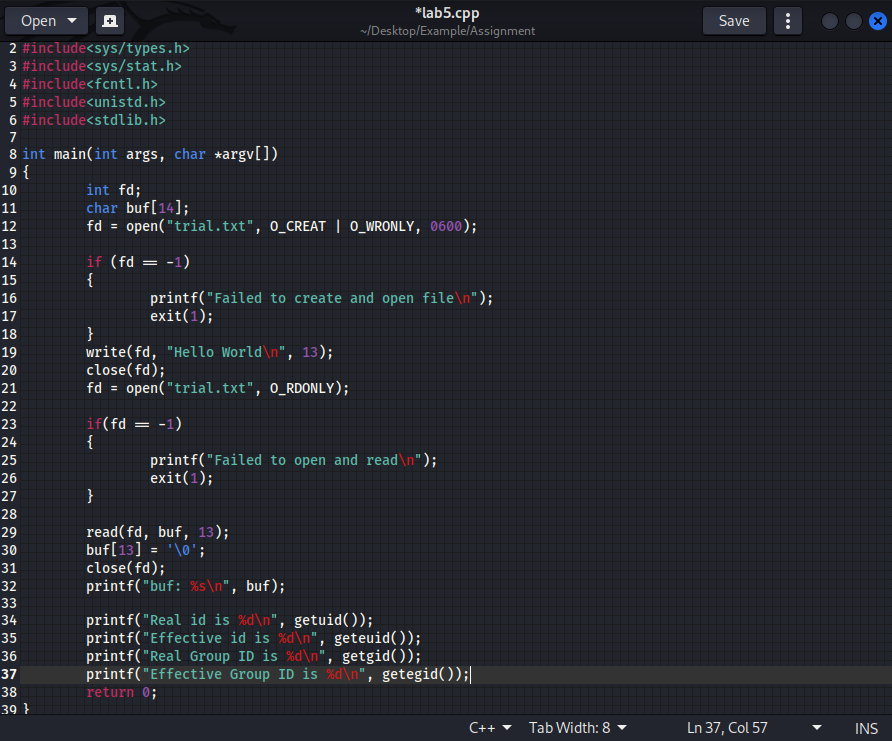 Open
*lab5.cpp
~/Desktop/Example/Assignment
Save
2 #include<sys/types.h>
3 #include<sys/stat.h>
4 #include<fcntl.h>
5 #include<unistd.h>
6 #include<stdlib.h>
7
8 int main(int args, char *argv[])
9 {
10         int fd;
11         char buf[14];
12         fd = open("trial.txt", O_CREAT | O_WRONLY, 0600);
13
14         if (fd == -1)
15         {
16                 printf("Failed to create and open file\n");
17                 exit(1);
18         }
19         write(fd, "Hello World\n", 13);
20         close(fd);
21         fd = open("trial.txt", O_RDONLY);
22
23         if(fd == -1)
24         {
25                 printf("Failed to open and read\n");
26                 exit(1);
27         }
28
29         read(fd, buf, 13);
30         buf[13] = '\0';
31         close(fd);
32         printf("buf: %s\n", buf);
33
34         printf("Real id is %d\n", getuid());
35         printf("Effective id is %d\n", geteuid());
36         printf("Real Group ID is %d\n", getgid());
37         printf("Effective Group ID is %d\n", getegid());
38         return 0;
39 }
C++ Tab Width: 8 Ln 37, Col 57 INS